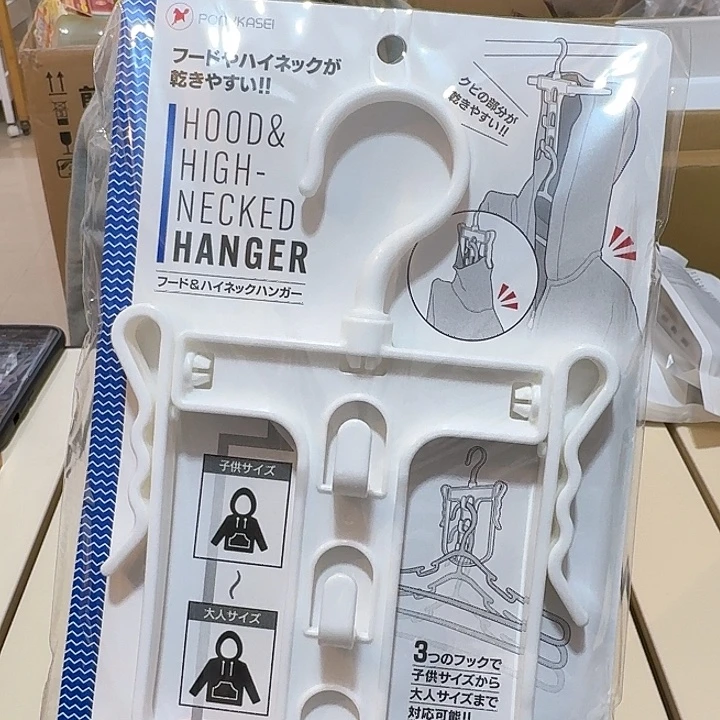 PONYKASEI
フードやハイネックが
乾きやすい!!
HOOD&
HIGH-
NECKED
HANGER
フード&ハイネックハンガー
クビの部分が
乾きやすい!!
子供サイズ
大人サイズ
3つのフックで
子供サイズから
大人サイズまで
対応可能!!